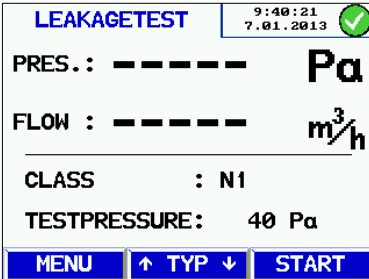 LEAKAGETEST 9:40:21
7.01.2013
PRES.: ----- Pa
FLOW : ----- m³/h
CLASS : N1
TESTPRESSURE: 40 Pa
MENU ↑ TYP ↓ START